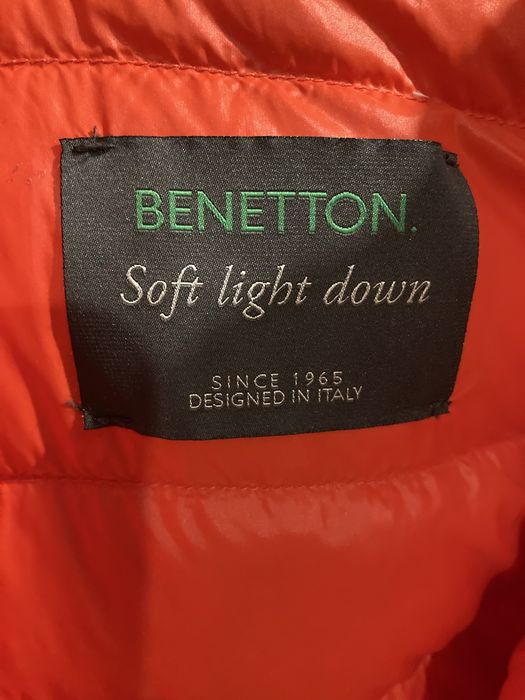 BENETTON.
Soft light down
SINCE 1965
DESIGNED IN ITALY